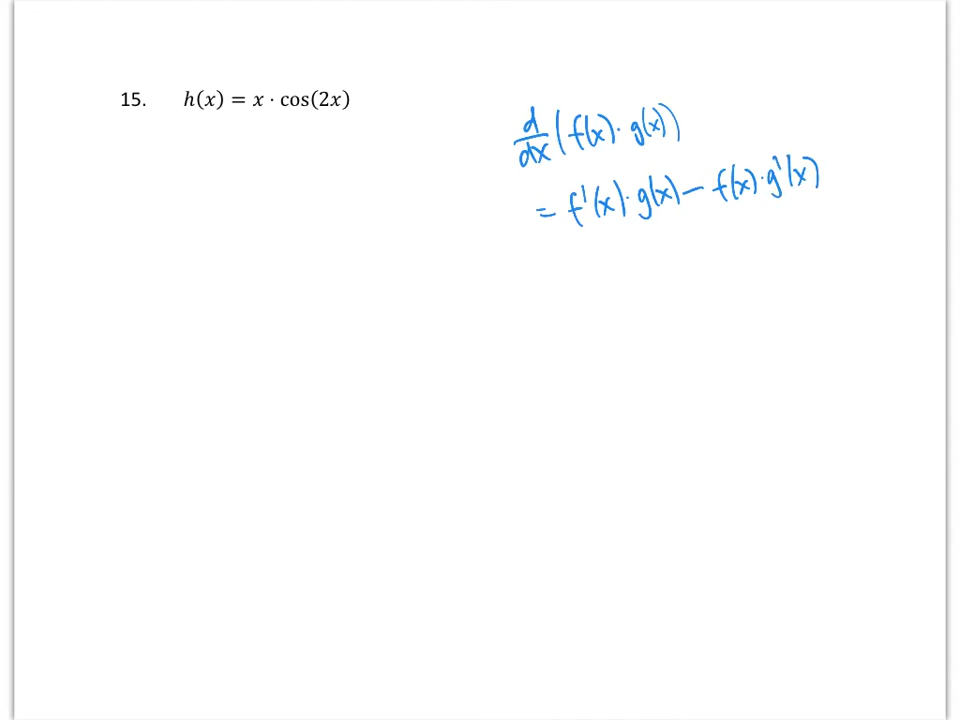 15. h(x) = x · cos(2x)
d/dx (f(x) · g(x))
= f'(x) · g(x) − f(x) · g'(x)